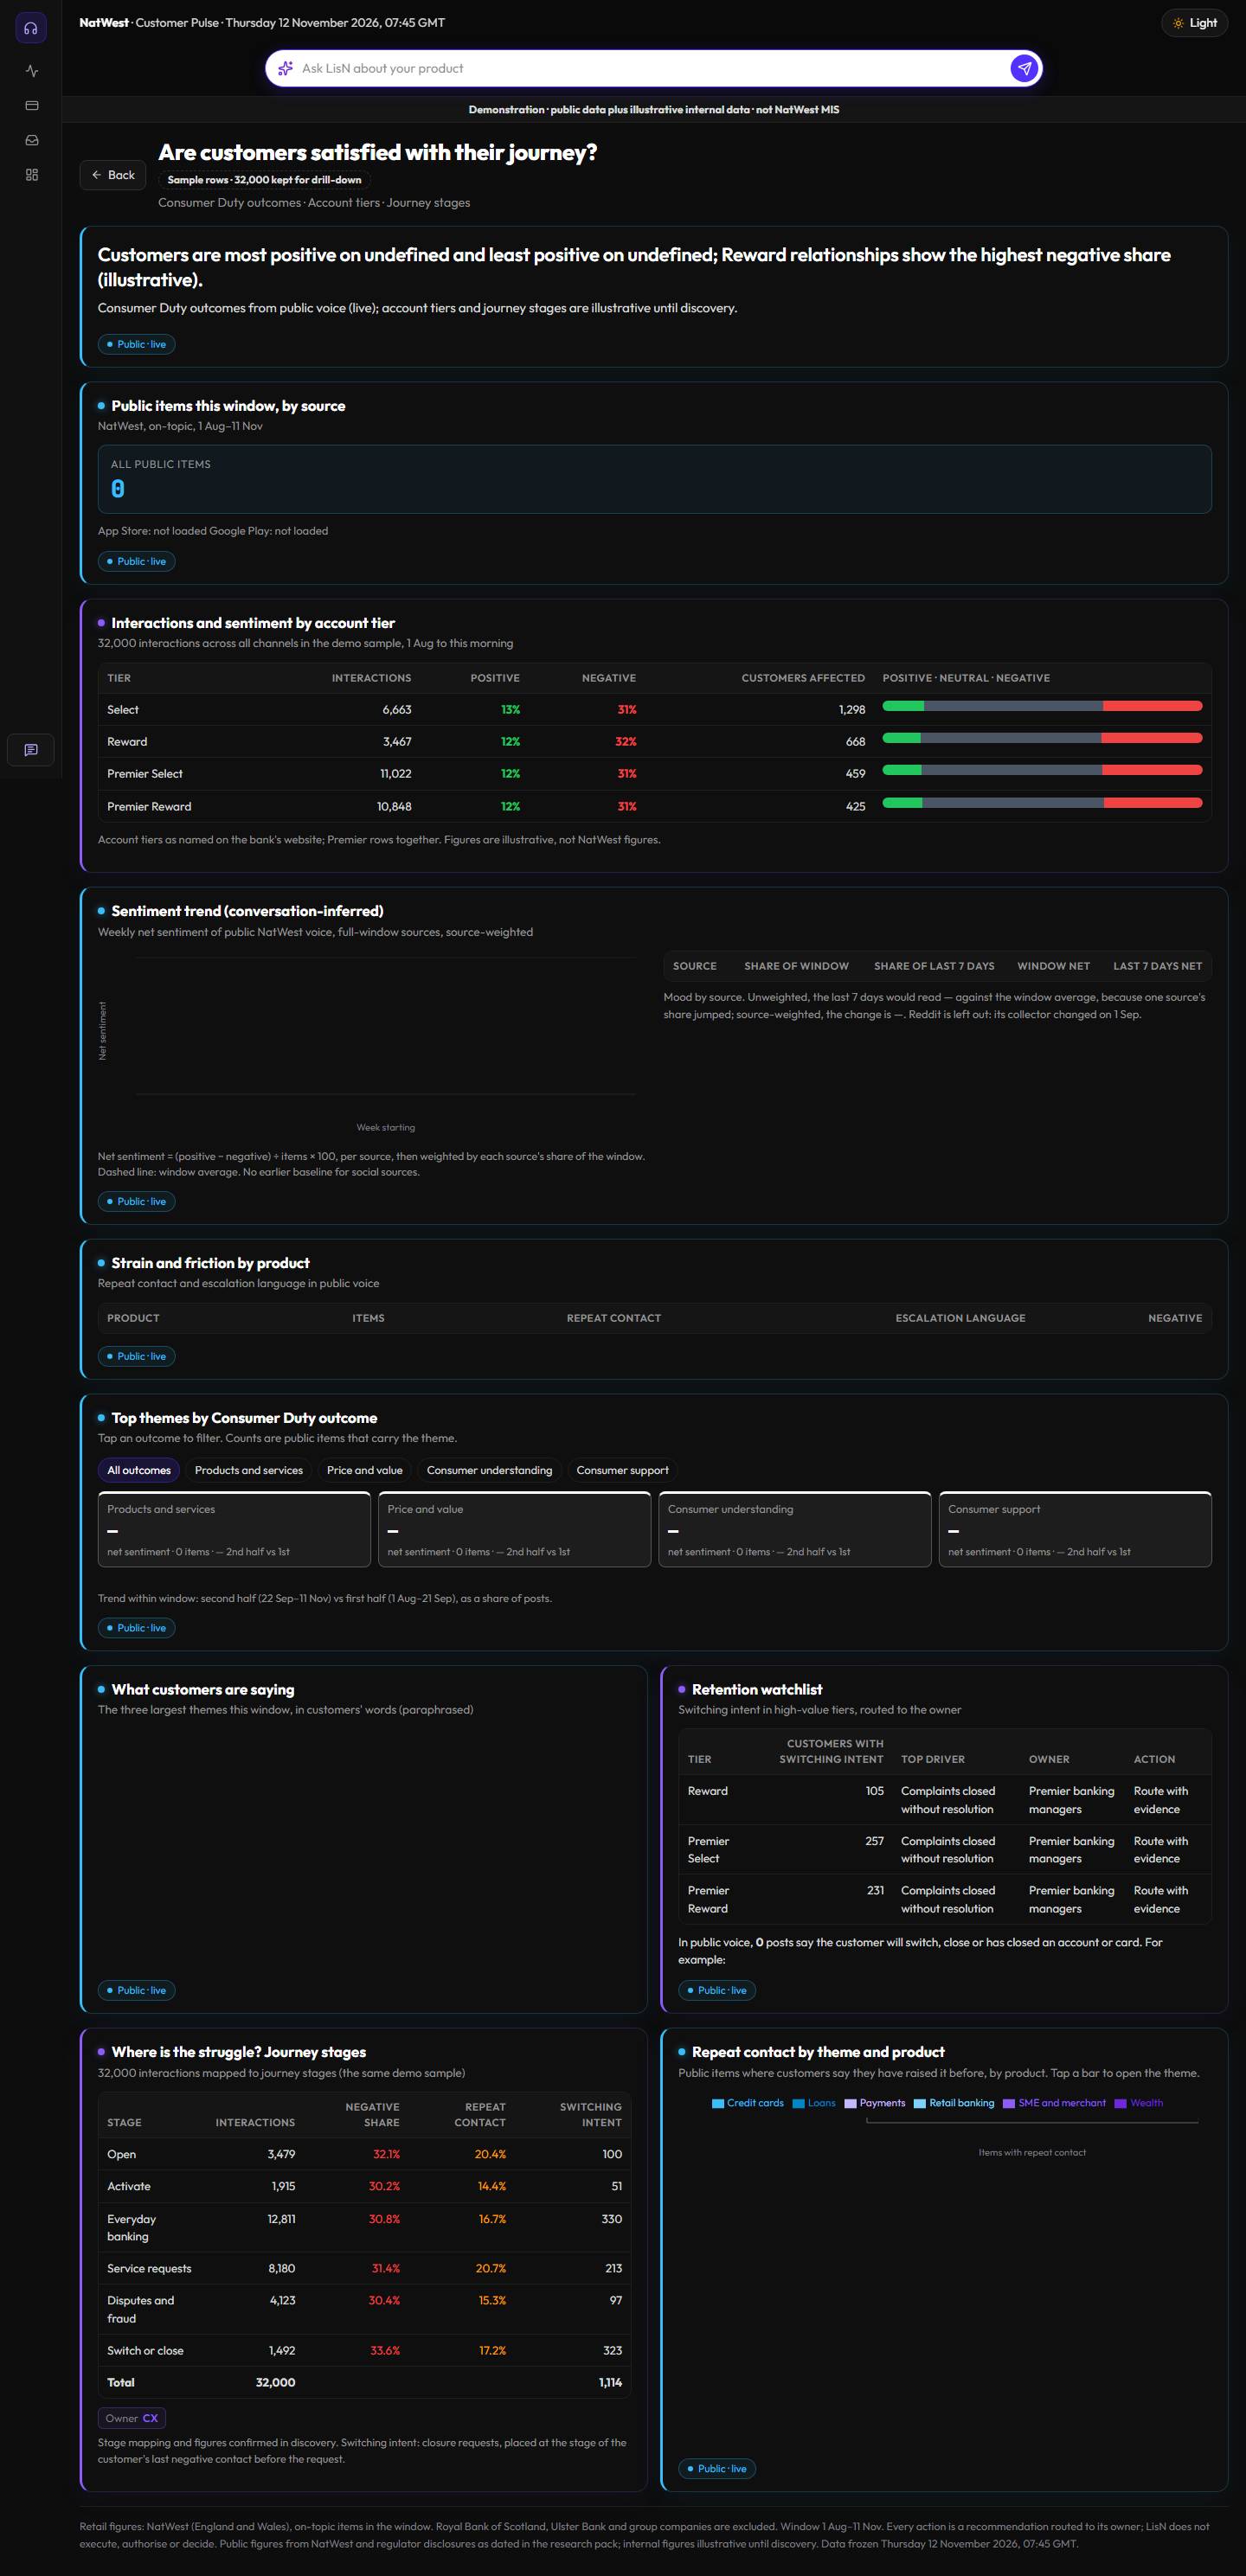 NatWest · Customer Pulse · Thursday 12 November 2026, 07:45 GMT
Light
Ask LisN about your product
Demonstration · public data plus illustrative internal data · not NatWest MIS
Back
Are customers satisfied with their journey?
Sample rows · 32,000 kept for drill-down
Consumer Duty outcomes · Account tiers · Journey stages
Customers are most positive on undefined and least positive on undefined; Reward relationships show the highest negative share
(illustrative).
Consumer Duty outcomes from public voice (live); account tiers and journey stages are illustrative until discovery.
Public · live
Public items this window, by source
NatWest, on-topic, 1 Aug–11 Nov
ALL PUBLIC ITEMS
0
App Store: not loaded Google Play: not loaded
Public · live
Interactions and sentiment by account tier
32,000 interactions across all channels in the demo sample, 1 Aug to this morning
TIER INTERACTIONS POSITIVE NEGATIVE CUSTOMERS AFFECTED POSITIVE · NEUTRAL · NEGATIVE
Select 6,663 13% 31% 1,298
Reward 3,467 12% 32% 668
Premier Select 11,022 12% 31% 459
Premier Reward 10,848 12% 31% 425
Account tiers as named on the bank's website; Premier rows together. Figures are illustrative, not NatWest figures.
Sentiment trend (conversation-inferred)
Weekly net sentiment of public NatWest voice, full-window sources, source-weighted
Net sentiment
Week starting
Net sentiment = (positive − negative) ÷ items × 100, per source, then weighted by each source's share of the window.
Dashed line: window average. No earlier baseline for social sources.
SOURCE SHARE OF WINDOW SHARE OF LAST 7 DAYS WINDOW NET LAST 7 DAYS NET
Mood by source. Unweighted, the last 7 days would read — against the window average, because one source's
share jumped; source-weighted, the change is —. Reddit is left out: its collector changed on 1 Sep.
Public · live
Strain and friction by product
Repeat contact and escalation language in public voice
PRODUCT ITEMS REPEAT CONTACT ESCALATION LANGUAGE NEGATIVE
Public · live
Top themes by Consumer Duty outcome
Tap an outcome to filter. Counts are public items that carry the theme.
All outcomes Products and services Price and value Consumer understanding Consumer support
Products and services
—
net sentiment · 0 items · — 2nd half vs 1st
Price and value
—
net sentiment · 0 items · — 2nd half vs 1st
Consumer understanding
—
net sentiment · 0 items · — 2nd half vs 1st
Consumer support
—
net sentiment · 0 items · — 2nd half vs 1st
Trend within window: second half (22 Sep–11 Nov) vs first half (1 Aug–21 Sep), as a share of posts.
Public · live
What customers are saying
The three largest themes this window, in customers' words (paraphrased)
Public · live
Retention watchlist
Switching intent in high-value tiers, routed to the owner
CUSTOMERS WITH
TIER SWITCHING INTENT TOP DRIVER OWNER ACTION
Reward 105 Complaints closed Premier banking Route with
without resolution managers evidence
Premier 257 Complaints closed Premier banking Route with
Select without resolution managers evidence
Premier 231 Complaints closed Premier banking Route with
Reward without resolution managers evidence
In public voice, 0 posts say the customer will switch, close or has closed an account or card. For
example:
Public · live
Where is the struggle? Journey stages
32,000 interactions mapped to journey stages (the same demo sample)
NEGATIVE REPEAT SWITCHING
STAGE INTERACTIONS SHARE CONTACT INTENT
Open 3,479 32.1% 20.4% 100
Activate 1,915 30.2% 14.4% 51
Everyday 12,811 30.8% 16.7% 330
banking
Service requests 8,180 31.4% 20.7% 213
Disputes and 4,123 30.4% 15.3% 97
fraud
Switch or close 1,492 33.6% 17.2% 323
Total 32,000 1,114
Owner CX
Stage mapping and figures confirmed in discovery. Switching intent: closure requests, placed at the stage of the
customer's last negative contact before the request.
Repeat contact by theme and product
Public items where customers say they have raised it before, by product. Tap a bar to open the theme.
Credit cards Loans Payments Retail banking SME and merchant Wealth
Items with repeat contact
Public · live
Retail figures: NatWest (England and Wales), on-topic items in the window. Royal Bank of Scotland, Ulster Bank and group companies are excluded. Window 1 Aug–11 Nov. Every action is a recommendation routed to its owner; LisN does not
execute, authorise or decide. Public figures from NatWest and regulator disclosures as dated in the research pack; internal figures illustrative until discovery. Data frozen Thursday 12 November 2026, 07:45 GMT.